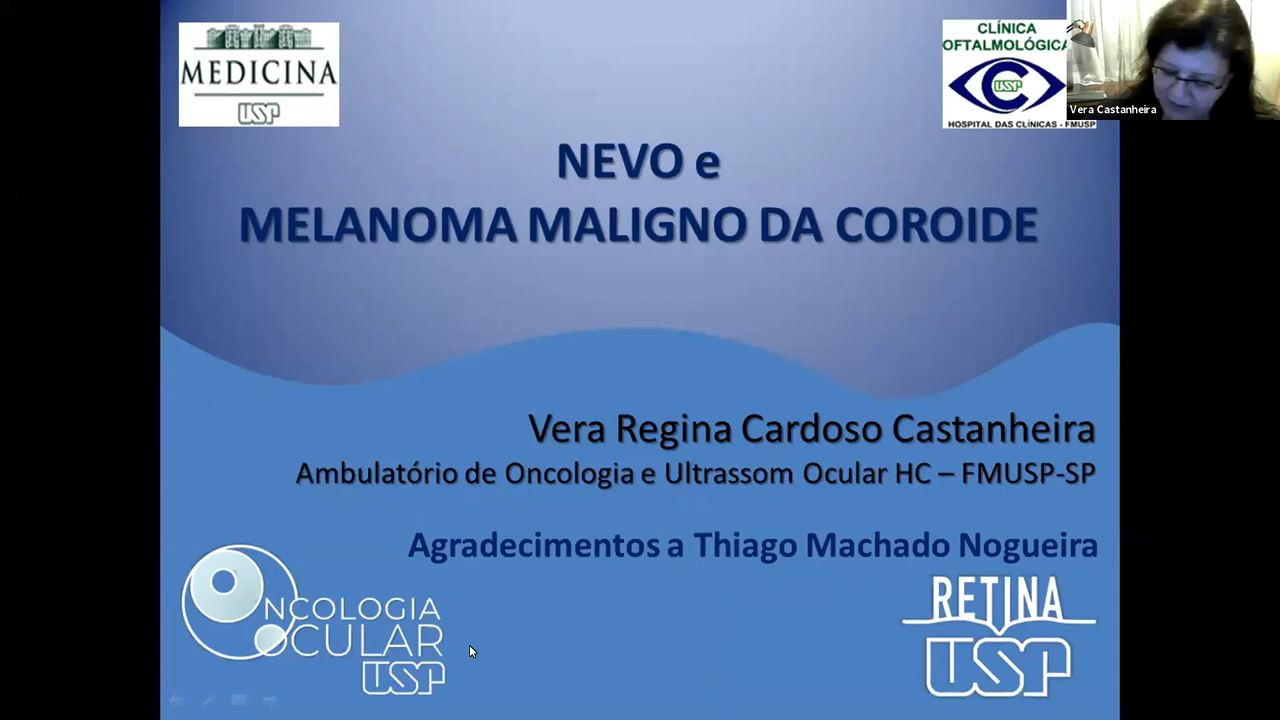 MEDICINA
USP
CLÍNICA
OFTALMOLÓGICA
USP
HOSPITAL DAS CLÍNICAS - FMUSP
Vera Castanheira
NEVO e
MELANOMA MALIGNO DA COROIDE
Vera Regina Cardoso Castanheira
Ambulatório de Oncologia e Ultrassom Ocular HC – FMUSP-SP
Agradecimentos a Thiago Machado Nogueira
ONCOLOGIA
OCULAR
USP
RETINA
USP